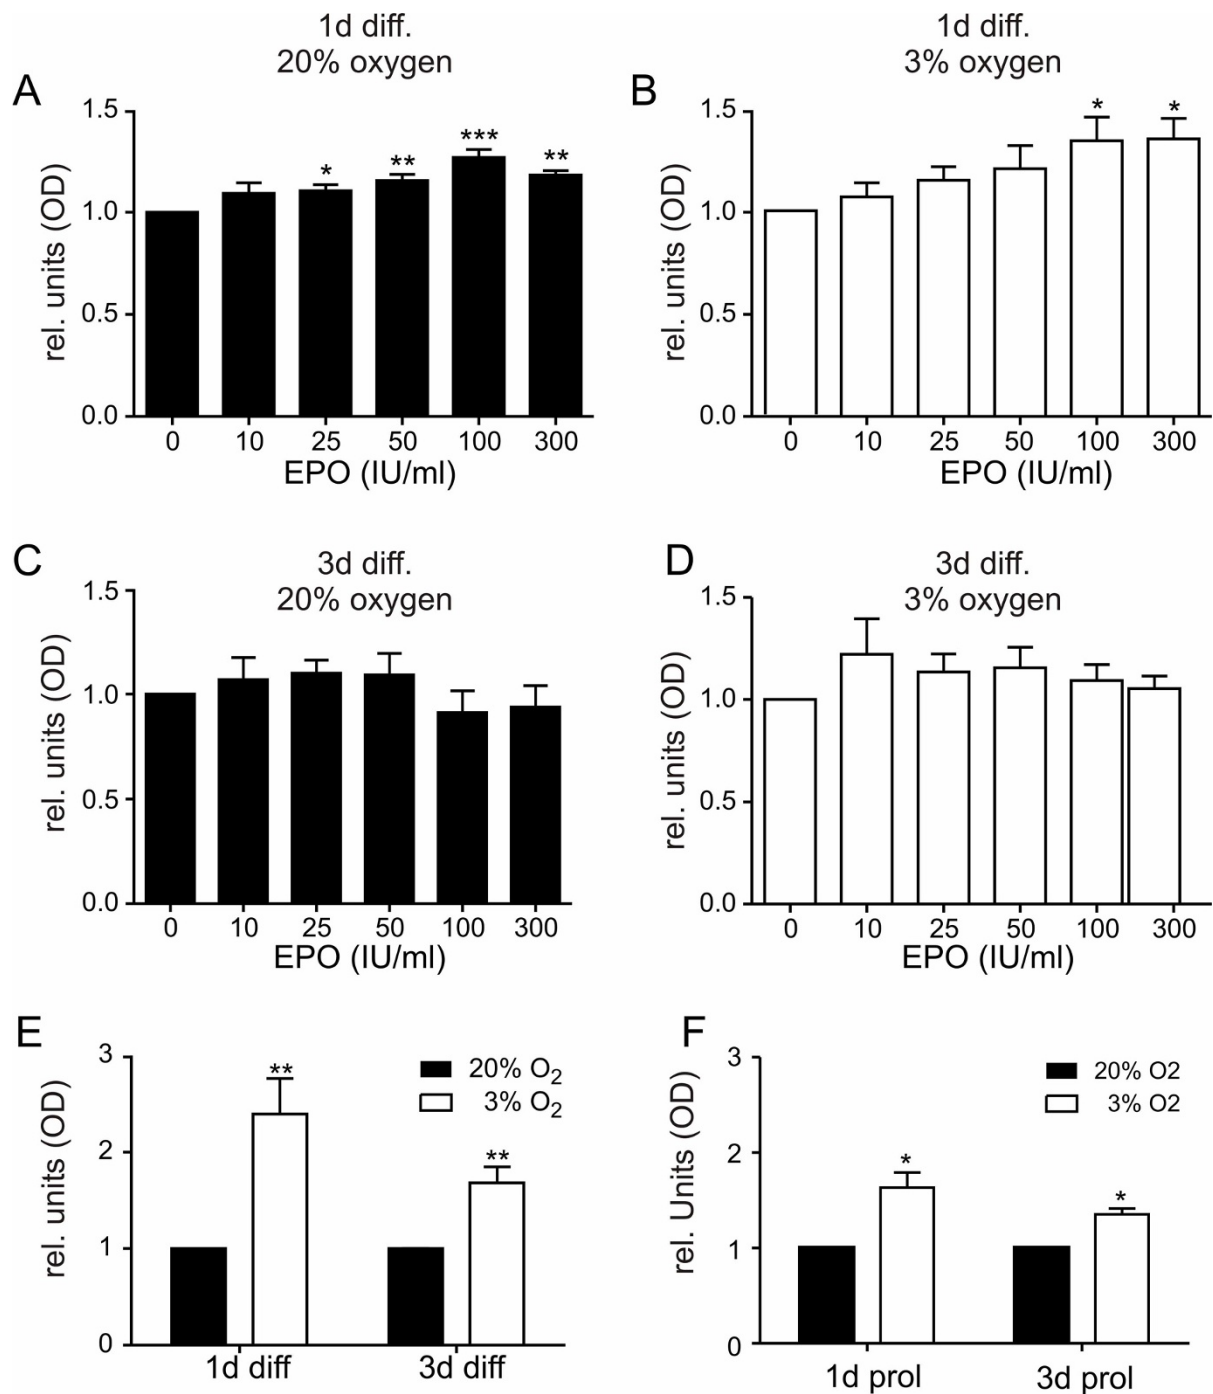 1d diff.
20% oxygen
A
1.5
1.0
0.5
0.0
rel. units (OD)
*
**
***
**
0 10 25 50 100 300
EPO (IU/ml)
1d diff.
3% oxygen
B
1.5
1.0
0.5
0.0
rel. units (OD)
*
*
0 10 25 50 100 300
EPO (IU/ml)
C
3d diff.
20% oxygen
1.5
1.0
0.5
0.0
rel. units (OD)
0 10 25 50 100 300
EPO (IU/ml)
D
3d diff.
3% oxygen
1.5
1.0
0.5
0.0
rel. units (OD)
0 10 25 50 100 300
EPO (IU/ml)
E
3
2
1
0
rel. units (OD)
**
**
20% O2
3% O2
1d diff 3d diff
F
3
2
1
0
rel. Units (OD)
*
*
20% O2
3% O2
1d prol 3d prol